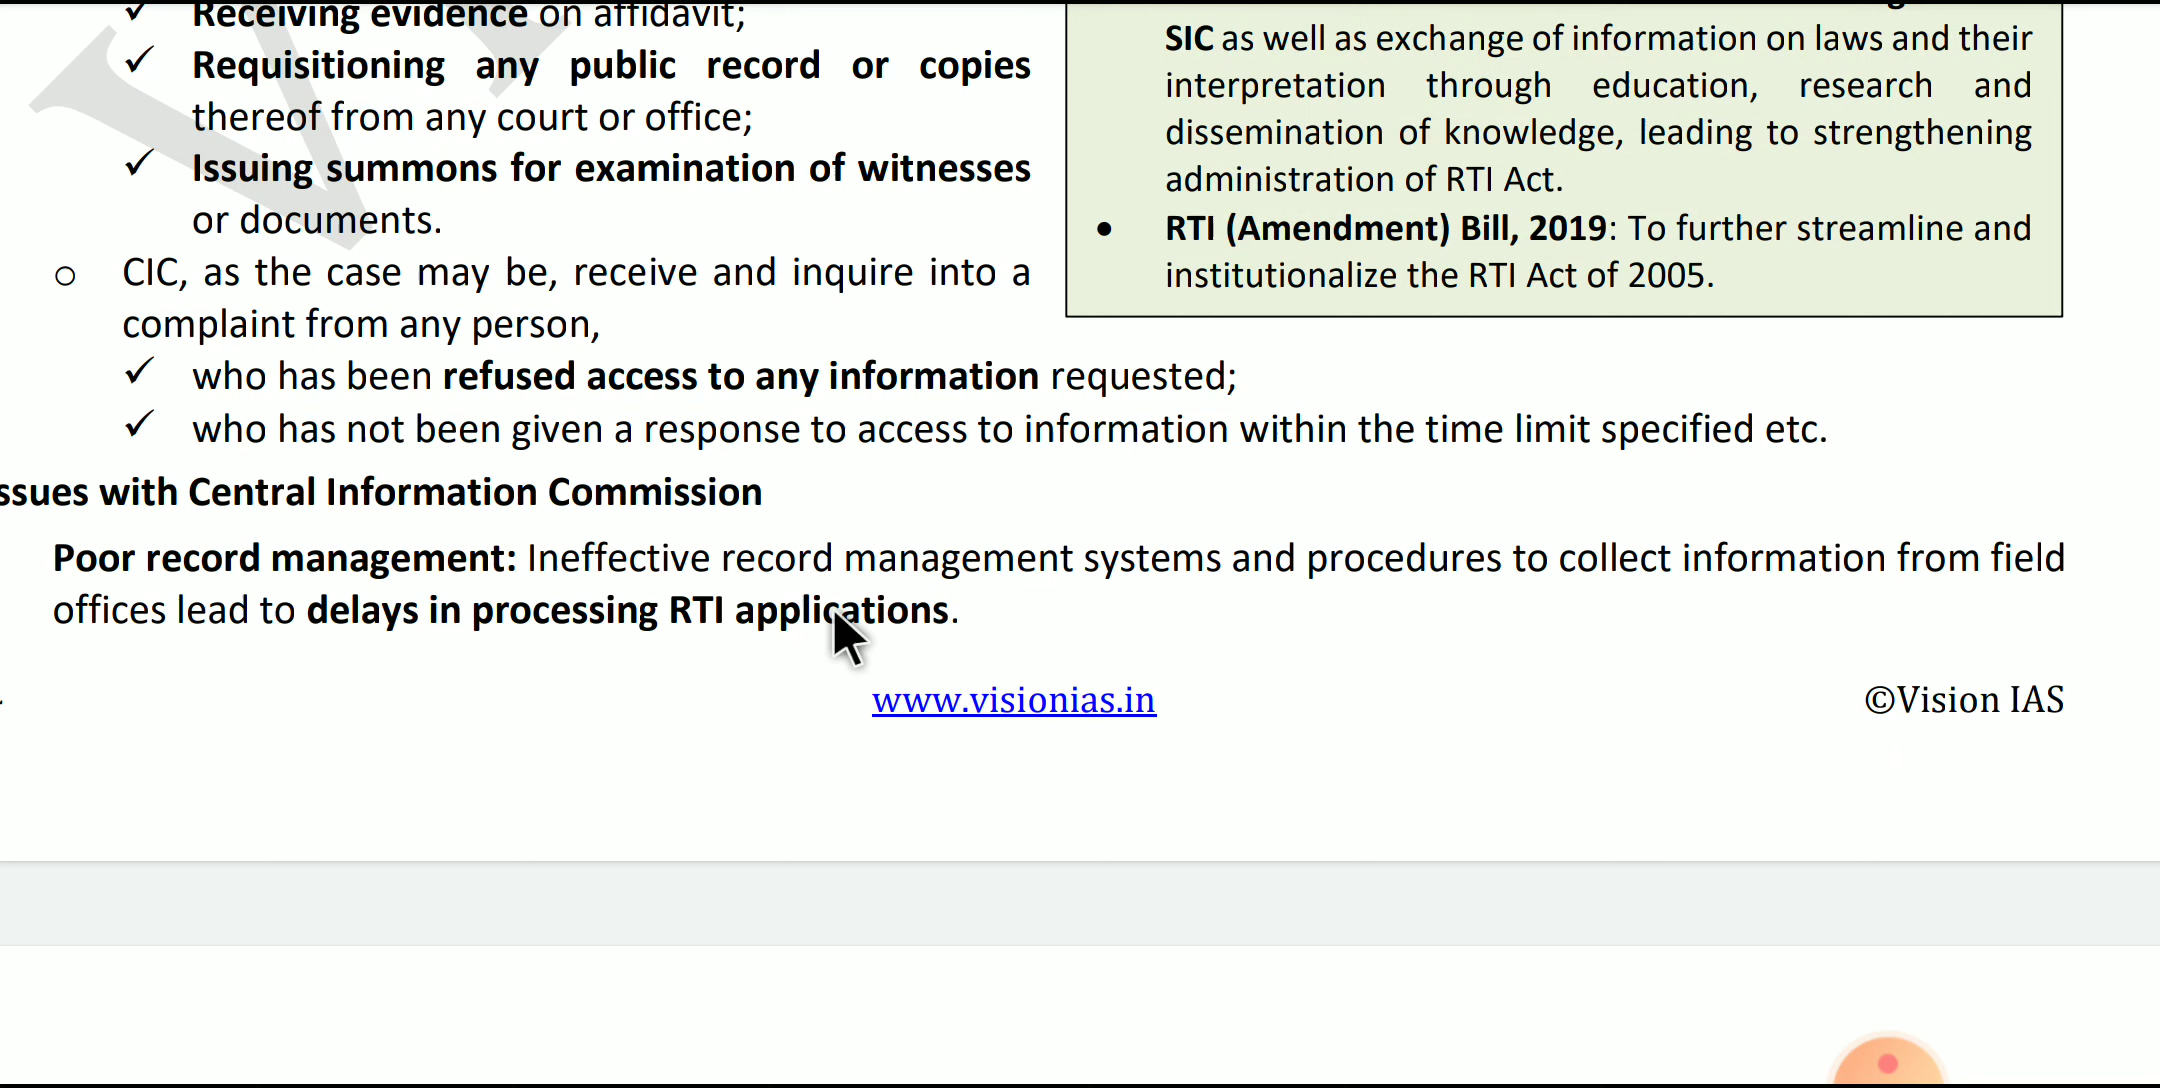 Receiving evidence on affidavit;
✓ Requisitioning any public record or copies
thereof from any court or office;
✓ Issuing summons for examination of witnesses
or documents.
o CIC, as the case may be, receive and inquire into a
complaint from any person,
✓ who has been refused access to any information requested;
✓ who has not been given a response to access to information within the time limit specified etc.
SIC as well as exchange of information on laws and their
interpretation through education, research and
dissemination of knowledge, leading to strengthening
administration of RTI Act.
• RTI (Amendment) Bill, 2019: To further streamline and
institutionalize the RTI Act of 2005.
ssues with Central Information Commission
Poor record management: Ineffective record management systems and procedures to collect information from field
offices lead to delays in processing RTI applications.
www.visionias.in
©Vision IAS